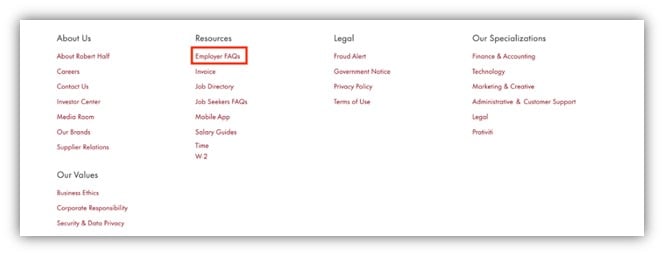 About Us
About Robert Half
Careers
Contact Us
Investor Center
Media Room
Our Brands
Supplier Relations
Our Values
Business Ethics
Corporate Responsibility
Security & Data Privacy
Resources
Employer FAQs
Invoice
Job Directory
Job Seekers FAQs
Mobile App
Salary Guides
Time
W 2
Legal
Fraud Alert
Government Notice
Privacy Policy
Terms of Use
Our Specializations
Finance & Accounting
Technology
Marketing & Creative
Administrative & Customer Support
Legal
Protiviti